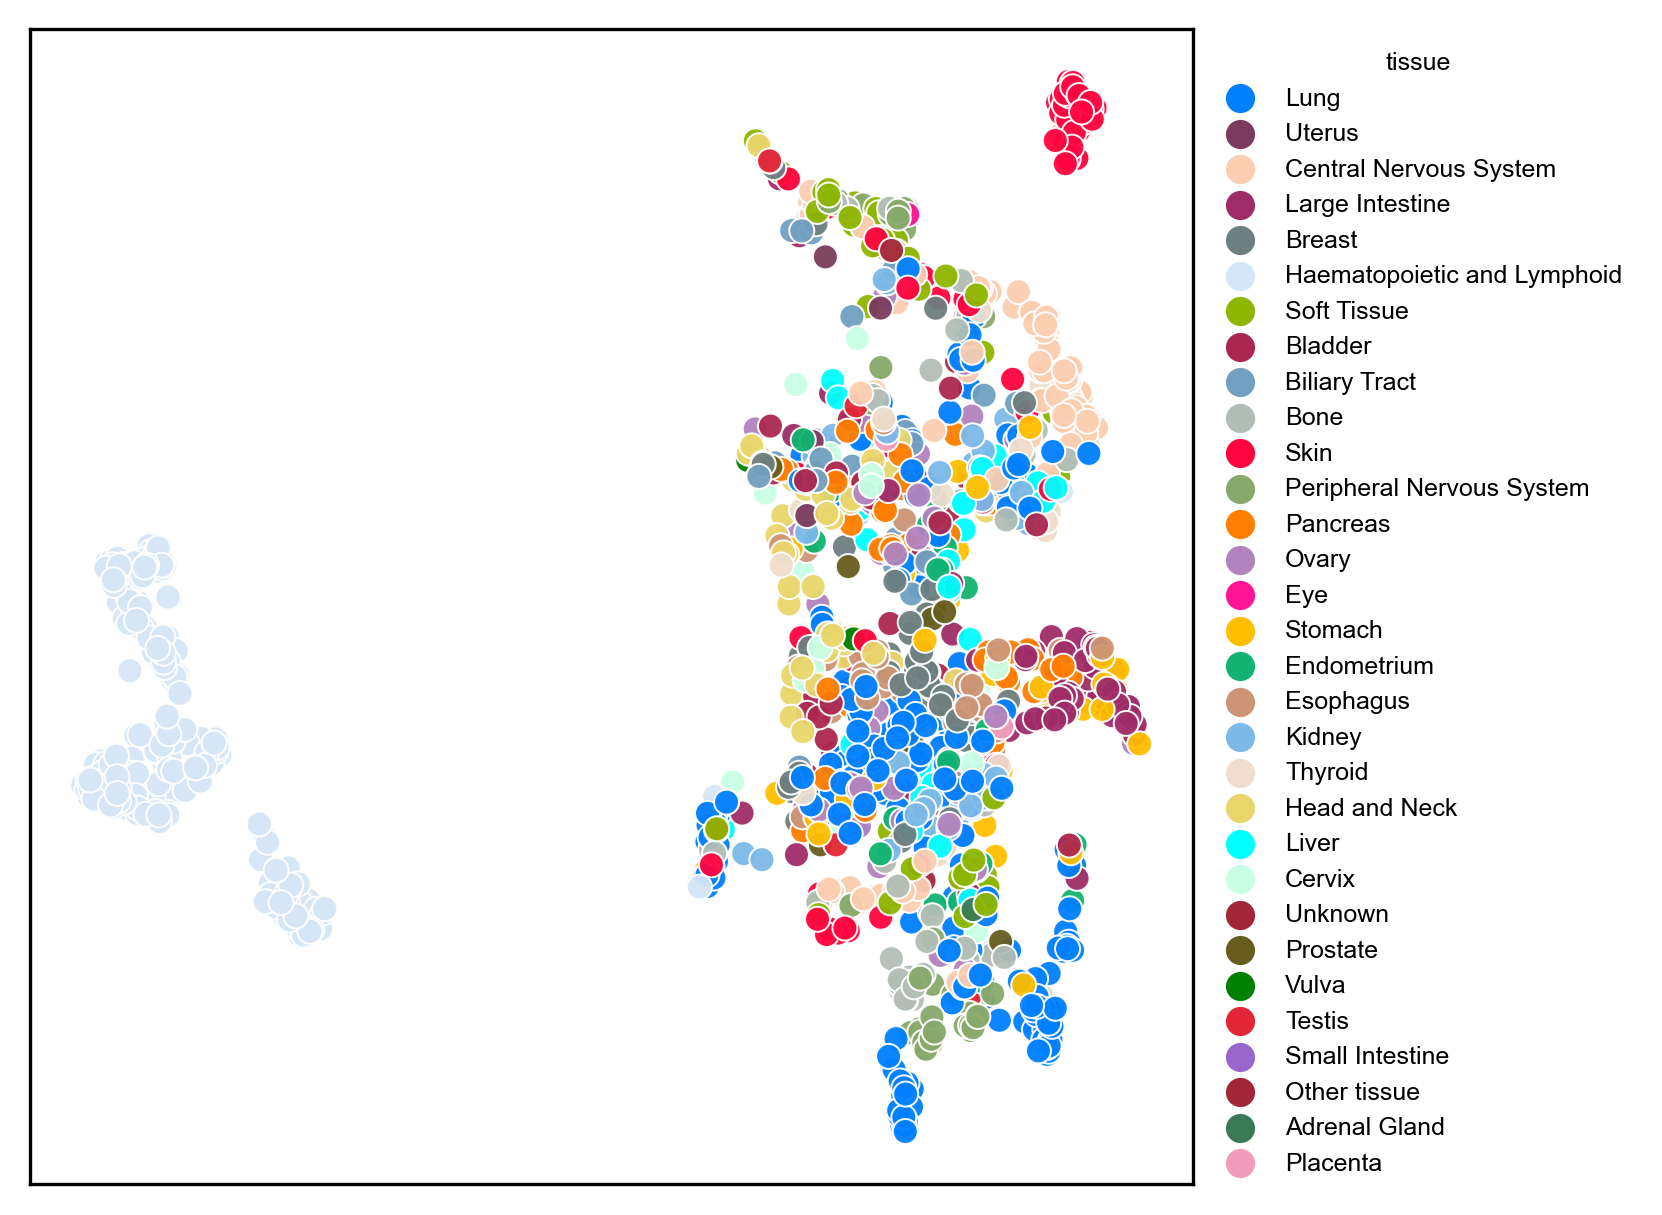 tissue
Lung
Uterus
Central Nervous System
Large Intestine
Breast
Haematopoietic and Lymphoid
Soft Tissue
Bladder
Biliary Tract
Bone
Skin
Peripheral Nervous System
Pancreas
Ovary
Eye
Stomach
Endometrium
Esophagus
Kidney
Thyroid
Head and Neck
Liver
Cervix
Unknown
Prostate
Vulva
Testis
Small Intestine
Other tissue
Adrenal Gland
Placenta